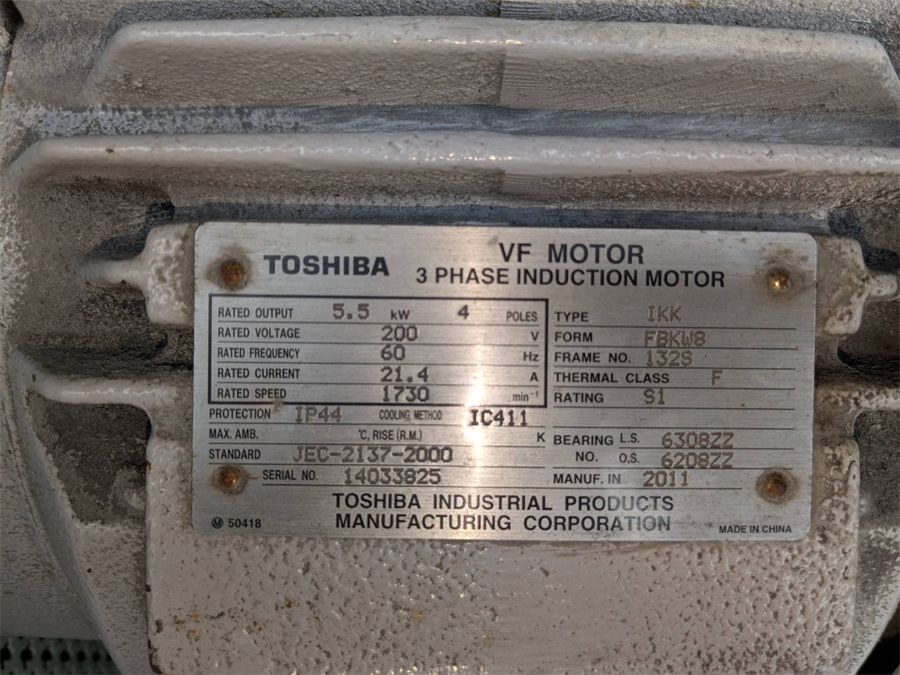 TOSHIBA
VF MOTOR
3 PHASE INDUCTION MOTOR
RATED OUTPUT 5.5 kW 4 POLES
RATED VOLTAGE 200 V
RATED FREQUENCY 60 Hz
RATED CURRENT 21.4 A
RATED SPEED 1730 min⁻¹
PROTECTION IP44 COOLING METHOD IC411
MAX. AMB. °C, RISE (R.M.) K
STANDARD JEC-2137-2000
SERIAL NO. 14033825
TYPE IKK
FORM FBKW8
FRAME NO. 132S
THERMAL CLASS F
RATING S1
BEARING L.S. 6308ZZ
NO. O.S. 6208ZZ
MANUF. IN 2011
TOSHIBA INDUSTRIAL PRODUCTS
MANUFACTURING CORPORATION
Ⓜ 50418
MADE IN CHINA